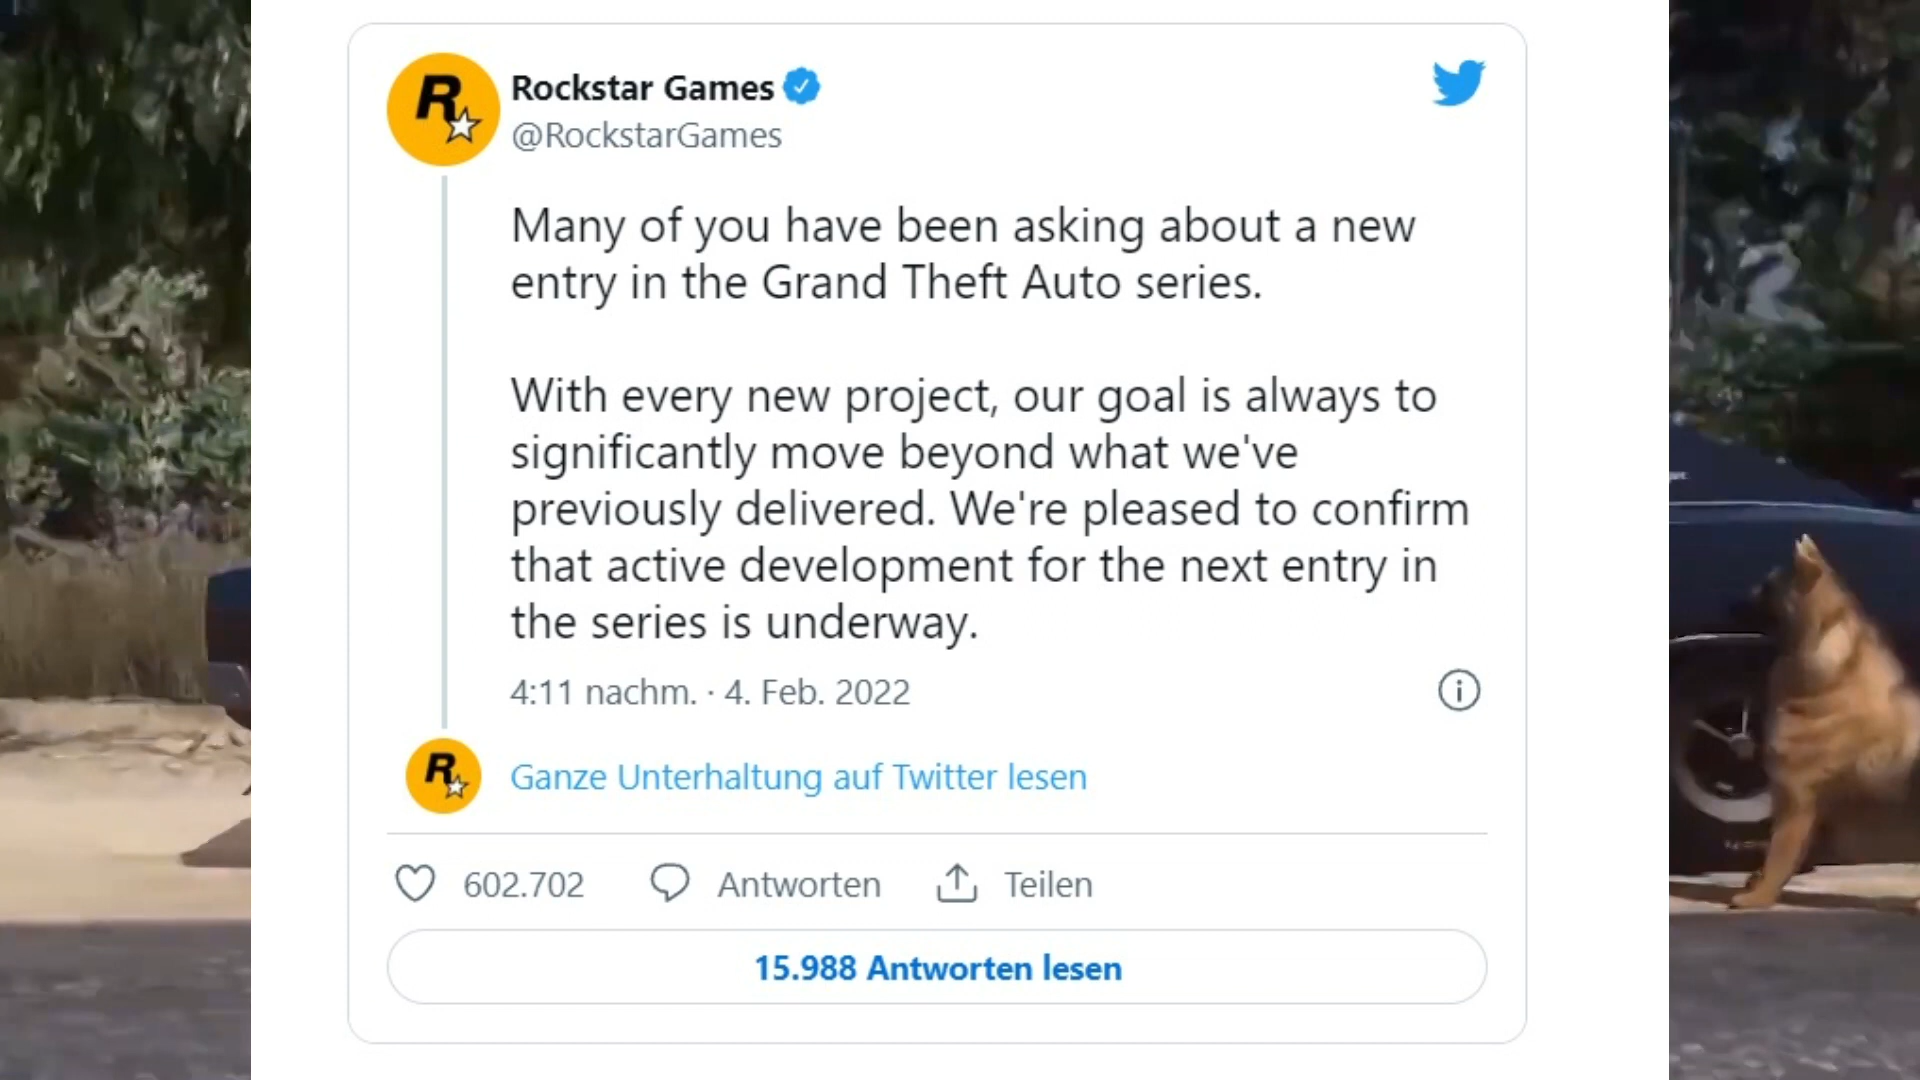 Rockstar Games
@RockstarGames
Many of you have been asking about a new
entry in the Grand Theft Auto series.
With every new project, our goal is always to
significantly move beyond what we've
previously delivered. We're pleased to confirm
that active development for the next entry in
the series is underway.
4:11 nachm. · 4. Feb. 2022
Ganze Unterhaltung auf Twitter lesen
602.702 Antworten Teilen
15.988 Antworten lesen